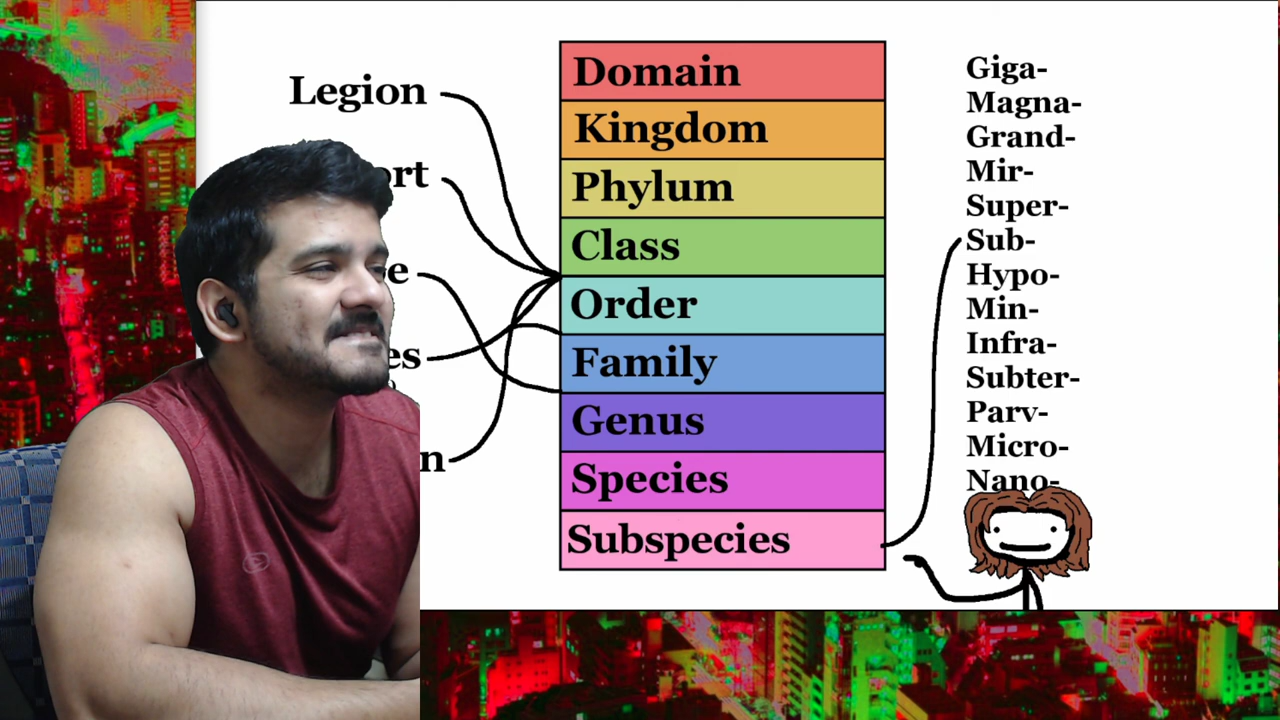 Legion
Domain
Kingdom
Phylum
Class
Order
Family
Genus
Species
Subspecies
Giga-
Magna-
Grand-
Mir-
Super-
Sub-
Hypo-
Min-
Infra-
Subter-
Parv-
Micro-
Nano-